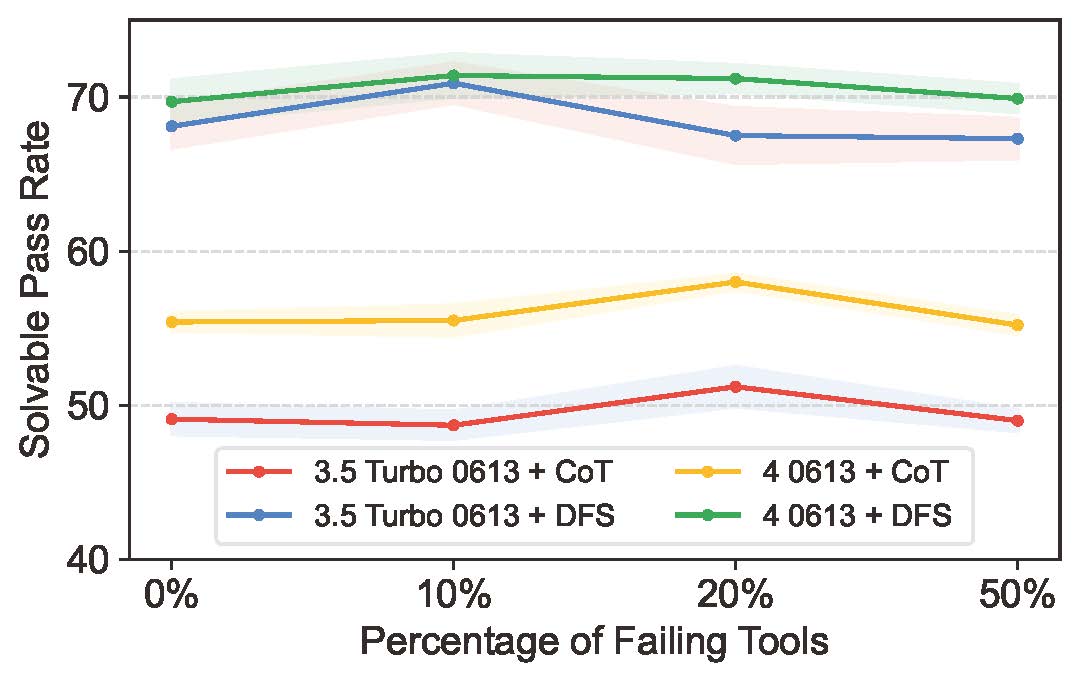 Solvable Pass Rate
70
60
50
40
3.5 Turbo 0613 + CoT
4 0613 + CoT
3.5 Turbo 0613 + DFS
4 0613 + DFS
0% 10% 20% 50%
Percentage of Failing Tools